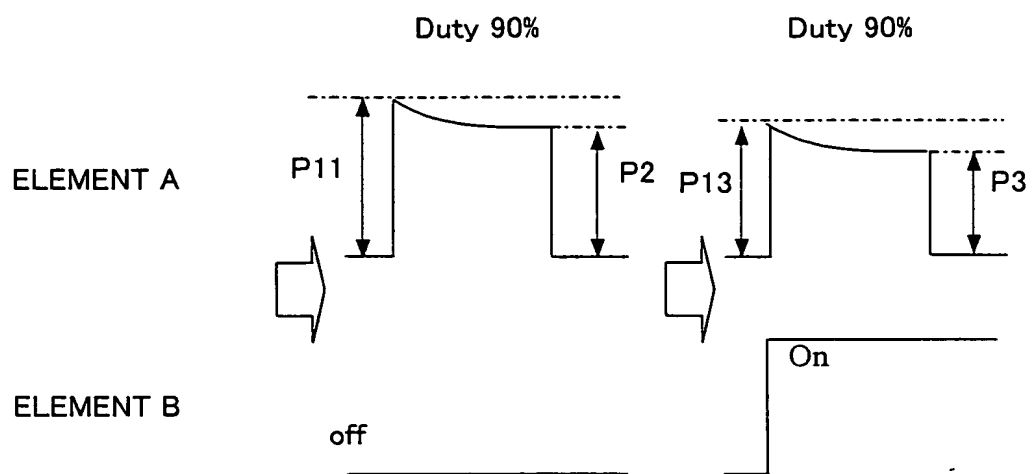 Duty 90% Duty 90%
ELEMENT A P11 P2 P13 P3
On
ELEMENT B
off